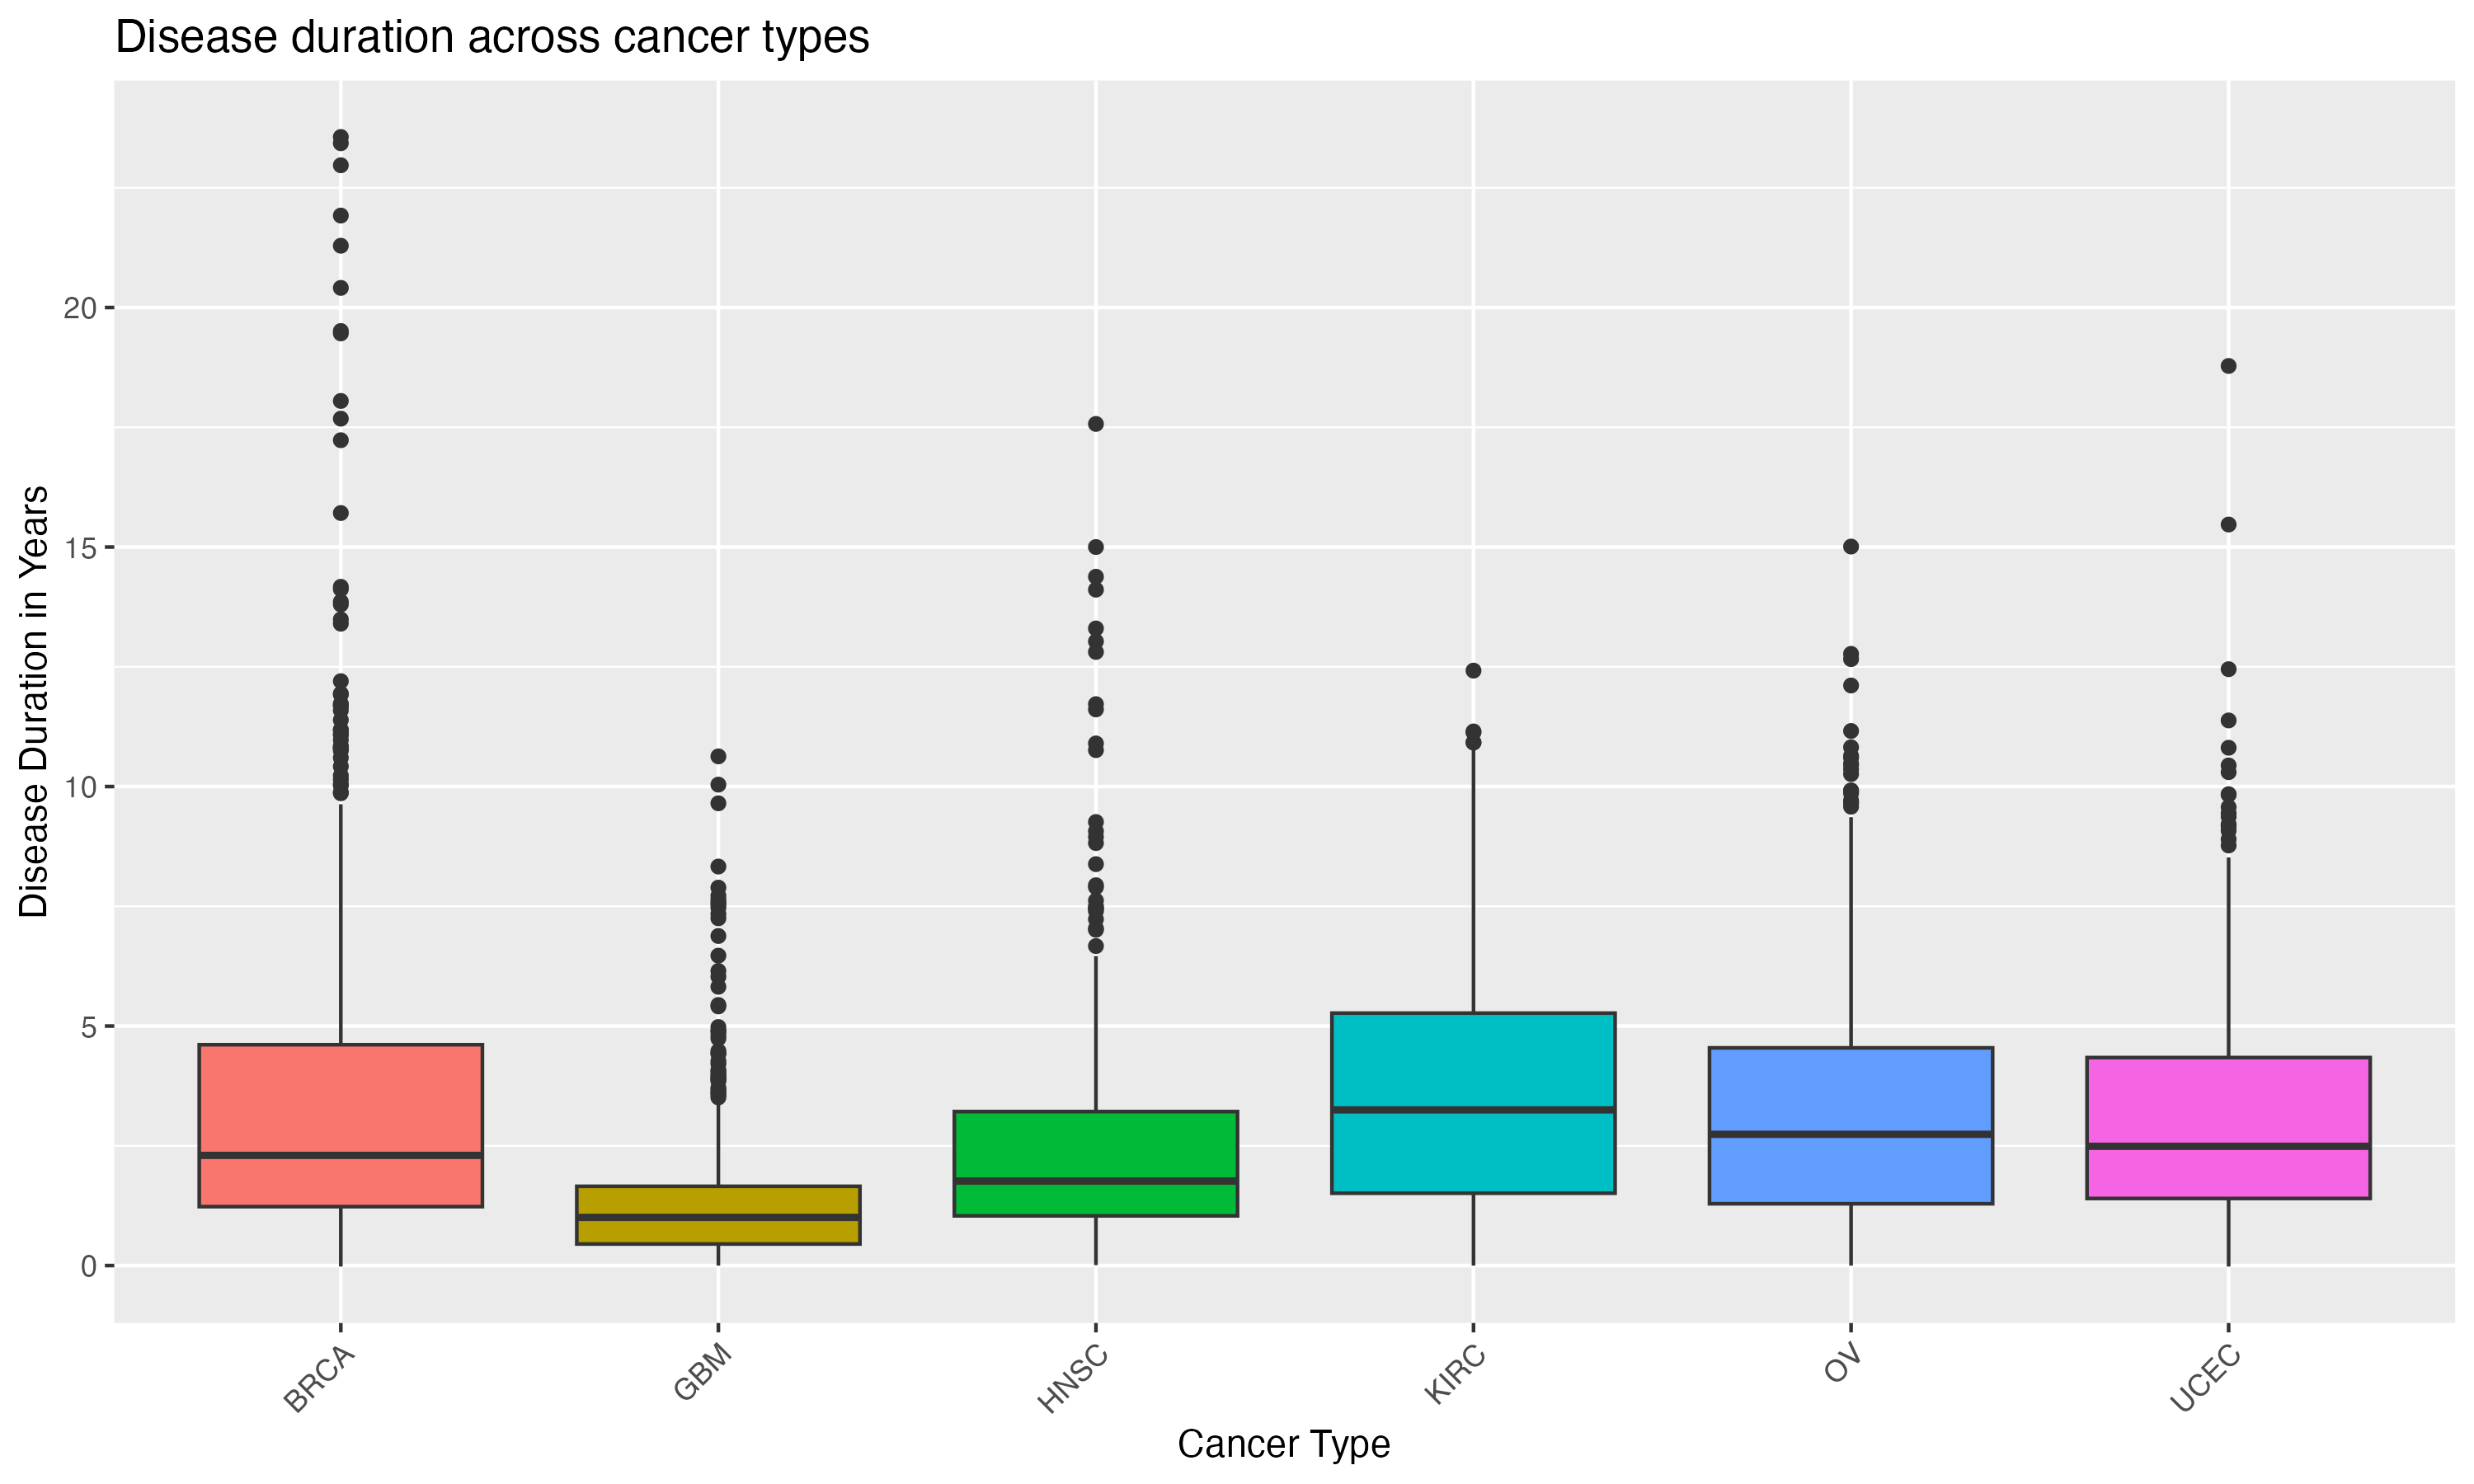 Disease duration across cancer types
Disease Duration in Years
20
15
10
5
0
BRCA
GBM
HNSC
KIRC
OV
UCEC
Cancer Type